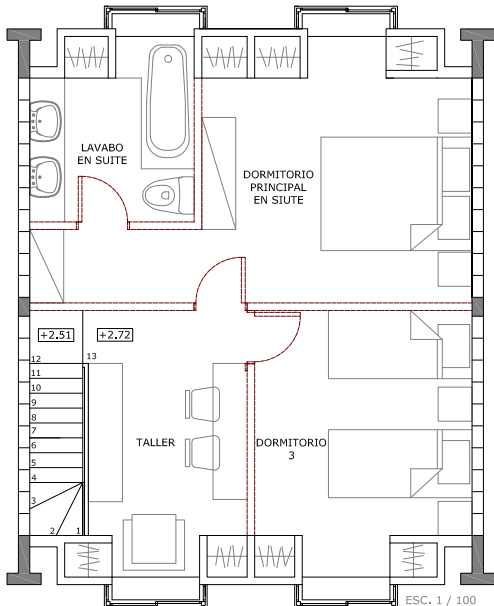 LAVABO
EN SUITE
DORMITORIO
PRINCIPAL
EN SIUTE
+2.51
+2.72
12
13
11
10
9
8
7
6
5
4
3
2
1
TALLER
DORMITORIO
3
ESC. 1 / 100